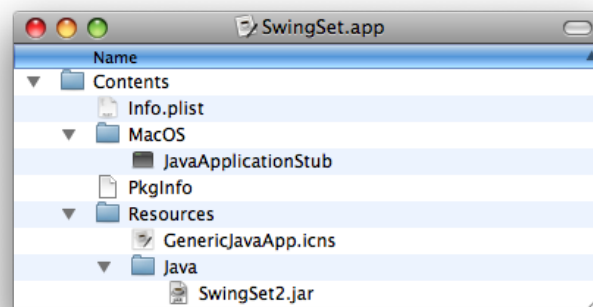 SwingSet.app
Name
Contents
Info.plist
MacOS
JavaApplicationStub
PkgInfo
Resources
GenericJavaApp.icns
Java
SwingSet2.jar